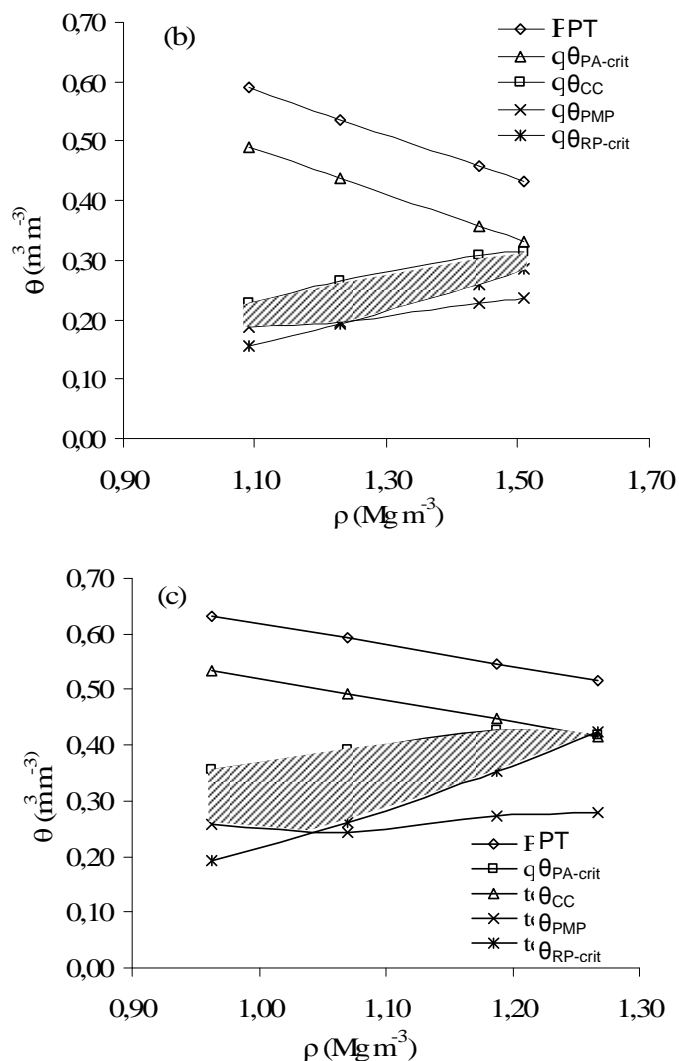 0,70
(b)
PT
θPA-crit
0,60
θCC
θPMP
0,50
θRP-crit
0,40
0,30
0,20
0,10
0,00
θ (m³ m⁻³)
0,90 1,10 1,30 1,50 1,70
ρ (Mg m⁻³)
0,70
(c)
0,60
0,50
0,40
0,30
0,20
0,10
0,00
θ (m³ m⁻³)
PT
θPA-crit
θCC
θPMP
θRP-crit
0,90 1,00 1,10 1,20 1,30
ρ (Mg m⁻³)